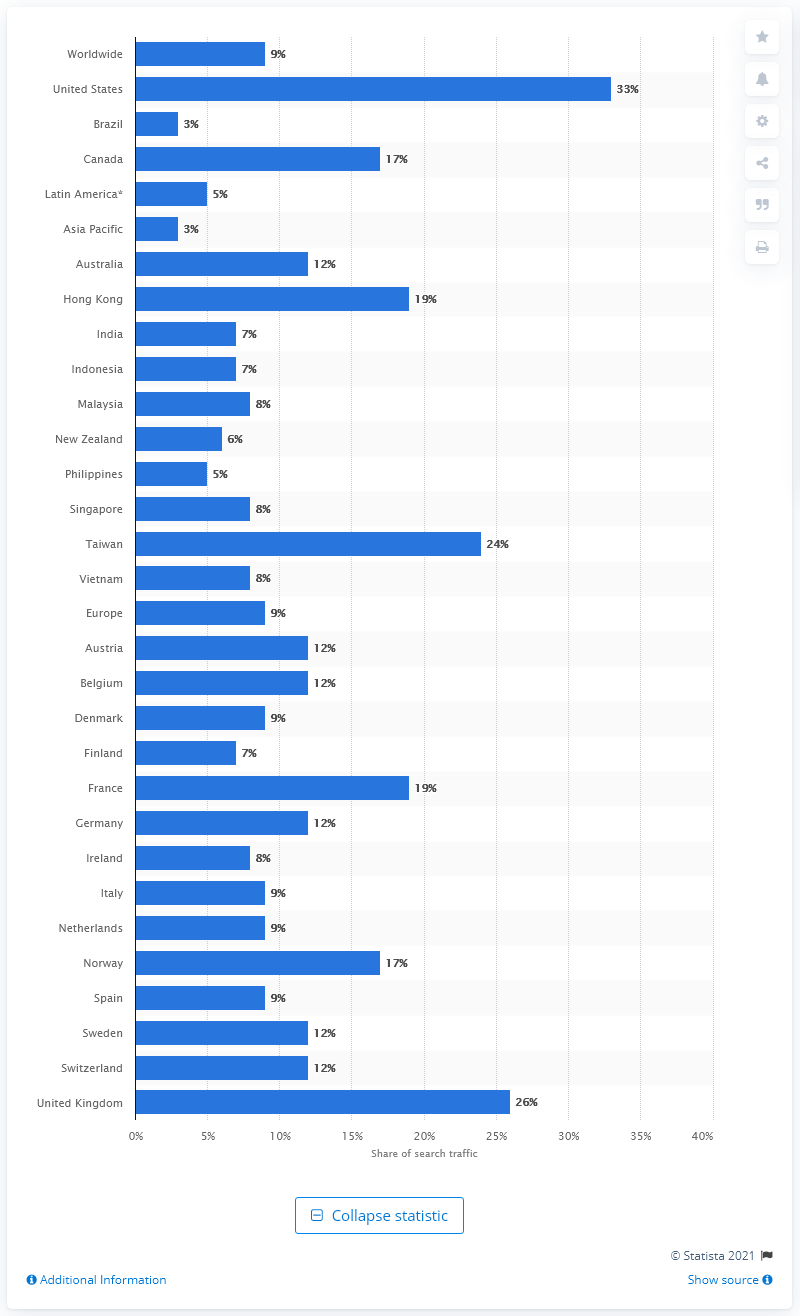 Worldwide 9%
United States 33%
Brazil 3%
Canada 17%
Latin America* 5%
Asia Pacific 3%
Australia 12%
Hong Kong 19%
India 7%
Indonesia 7%
Malaysia 8%
New Zealand 6%
Philippines 5%
Singapore 8%
Taiwan 24%
Vietnam 8%
Europe 9%
Austria 12%
Belgium 12%
Denmark 9%
Finland 7%
France 19%
Germany 12%
Ireland 8%
Italy 9%
Netherlands 9%
Norway 17%
Spain 9%
Sweden 12%
Switzerland 12%
United Kingdom 26%
0% 5% 10% 15% 20% 25% 30% 35% 40%
Share of search traffic
Collapse statistic
© Statista 2021
Additional Information Show source